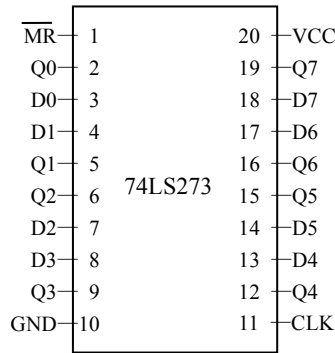 M̅R̅ 1 20 VCC
Q0 2 19 Q7
D0 3 18 D7
D1 4 17 D6
Q1 5 16 Q6
74LS273
Q2 6 15 Q5
D2 7 14 D5
D3 8 13 D4
Q3 9 12 Q4
GND 10 11 CLK